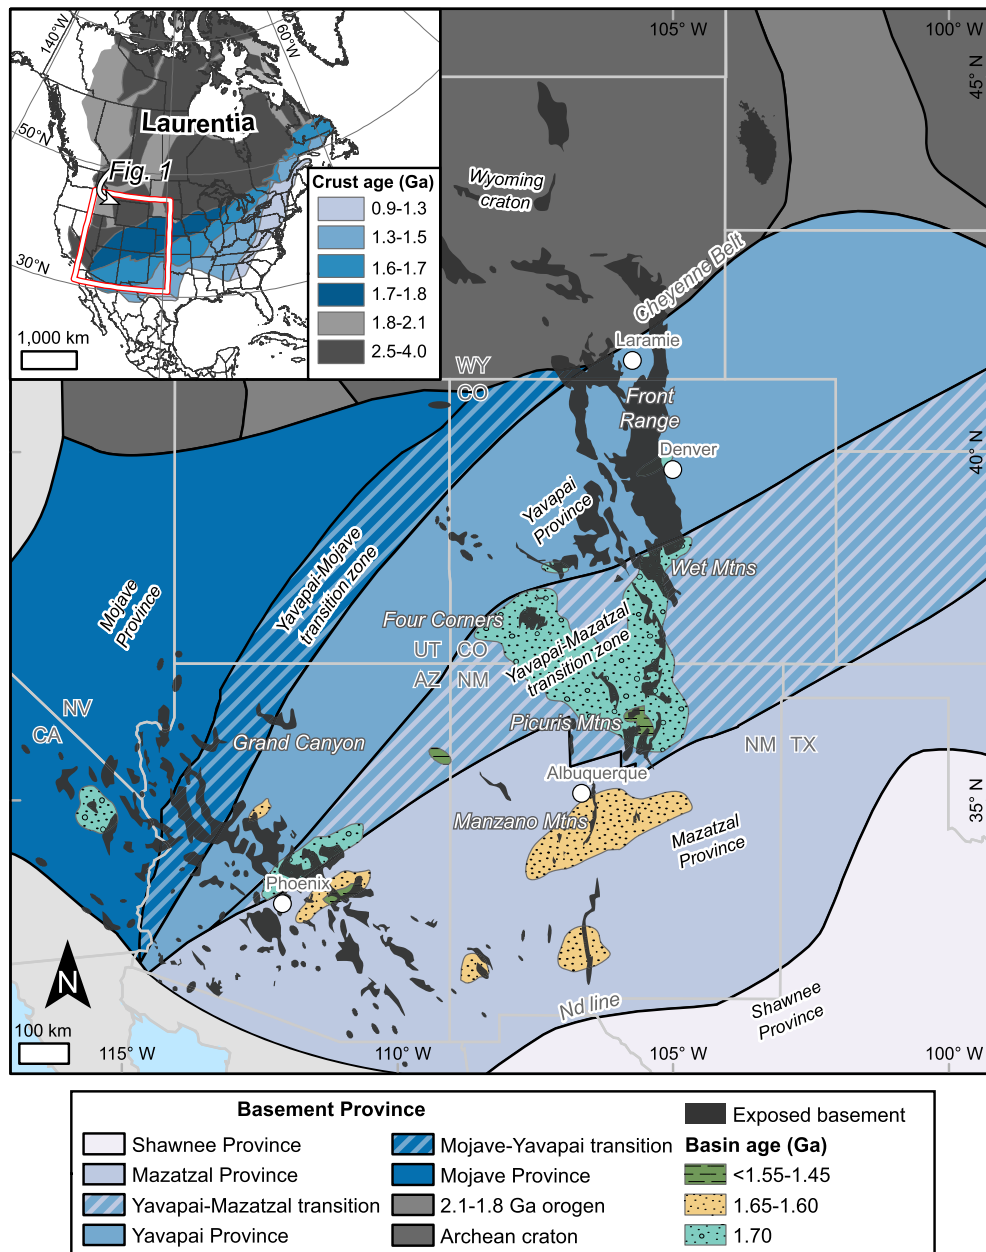 140°W
60°W
50°N
30°N
Laurentia
Fig. 1
1,000 km
Crust age (Ga)
0.9-1.3
1.3-1.5
1.6-1.7
1.7-1.8
1.8-2.1
2.5-4.0
105° W
100° W
45° N
Wyoming
craton
Cheyenne Belt
Laramie
WY
CO
Front
Range
Denver
40° N
Yavapai
Province
Yavapai-Mojave
transition zone
Mojave
Province
Wet Mtns
Four Corners
UT CO
AZ NM
Yavapai-Mazatzal
transition zone
NV
CA
Grand Canyon
Picuris Mtns
NM TX
Albuquerque
35° N
Manzano Mtns
Mazatzal
Province
Phoenix
N
Nd line
Shawnee
Province
100 km
115° W
110° W
105° W
100° W
Basement Province
Shawnee Province
Mazatzal Province
Yavapai-Mazatzal transition
Yavapai Province
Mojave-Yavapai transition
Mojave Province
2.1-1.8 Ga orogen
Archean craton
Exposed basement
Basin age (Ga)
<1.55-1.45
1.65-1.60
1.70